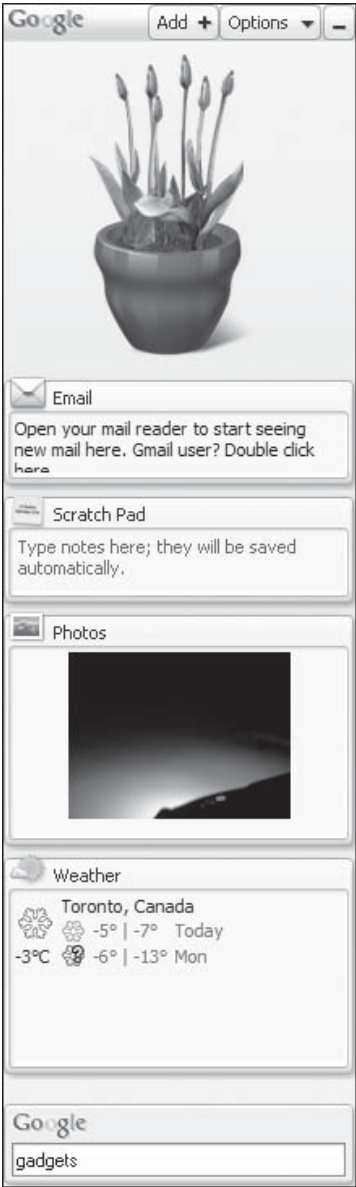 Google Add + Options
Email
Open your mail reader to start seeing
new mail here. Gmail user? Double click
here
Scratch Pad
Type notes here; they will be saved
automatically.
Photos
Weather
Toronto, Canada
-5° | -7° Today
-3°C -6° | -13° Mon
Google
gadgets